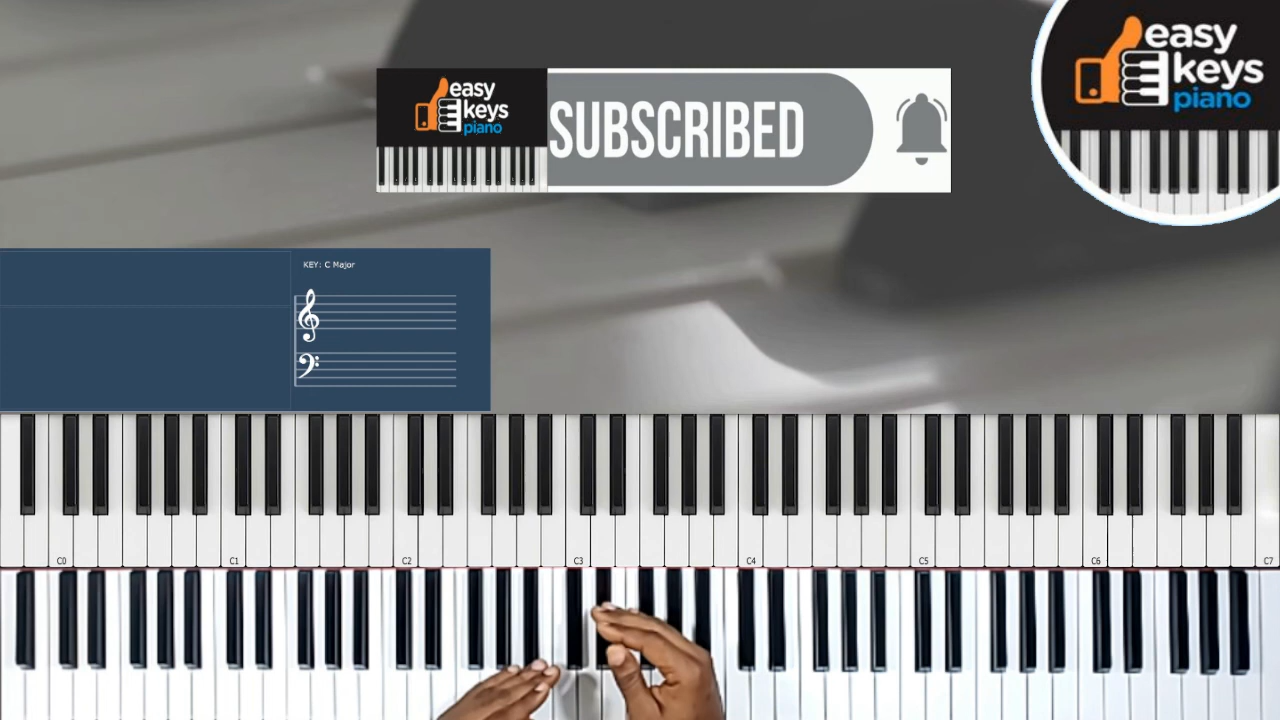 easy
keys
piano
SUBSCRIBED
easy
keys
piano
KEY: C Major
C0 C1 C2 C3 C4 C5 C6 C7